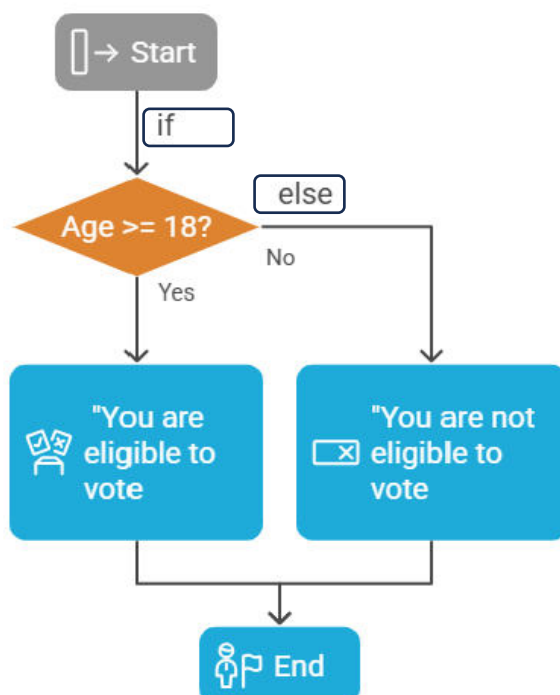 Start
if
else
Age >= 18?
No
Yes
"You are
eligible to
vote
"You are not
eligible to
vote
End